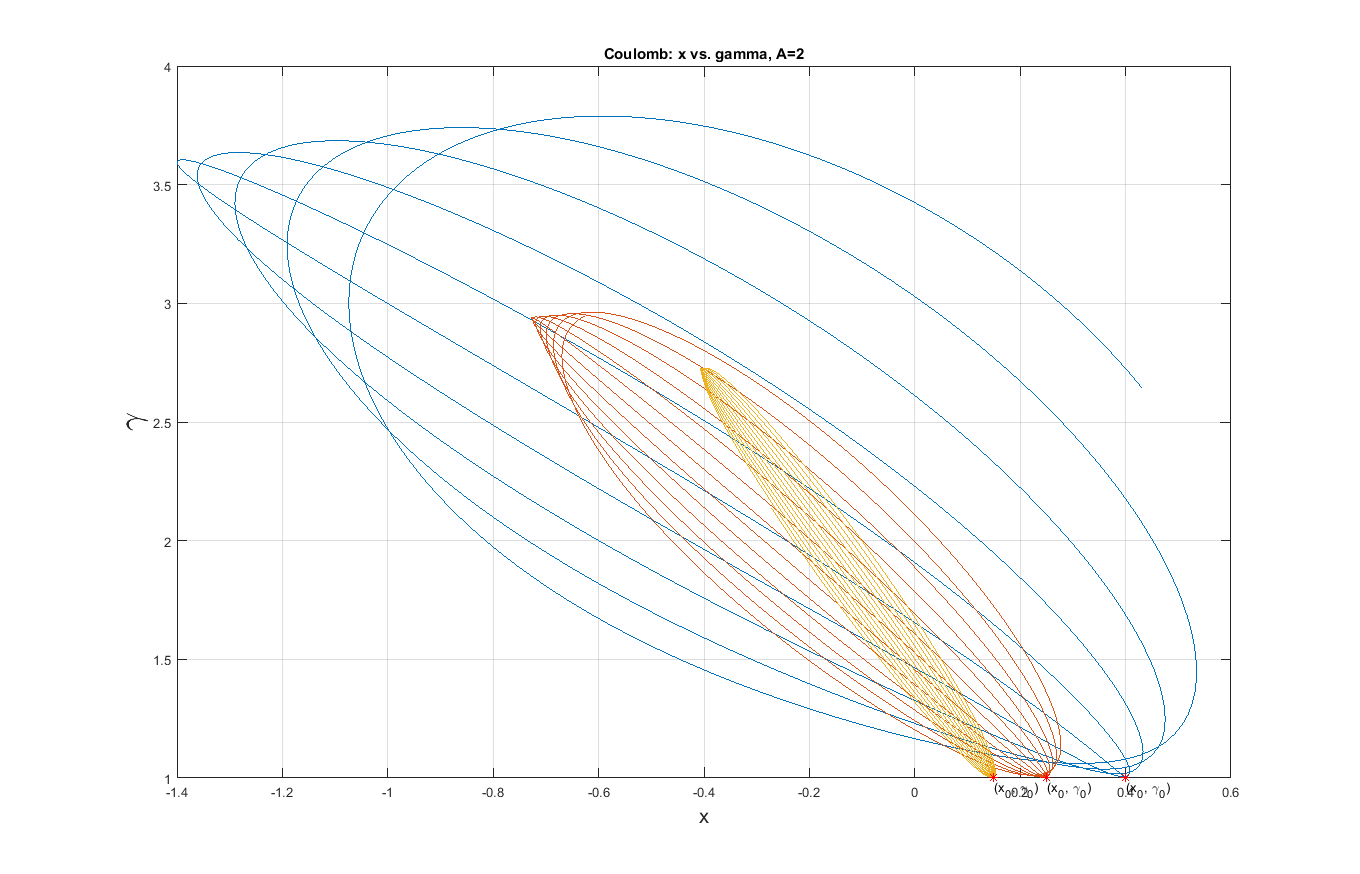 Coulomb: x vs. gamma, A=2
4
3.5
3
2.5
2
1.5
1
γ
-1.4 -1.2 -1 -0.8 -0.6 -0.4 -0.2 0 0.2 0.4 0.6
(x0, γ0) (x0, γ0) (x0, γ0)
x